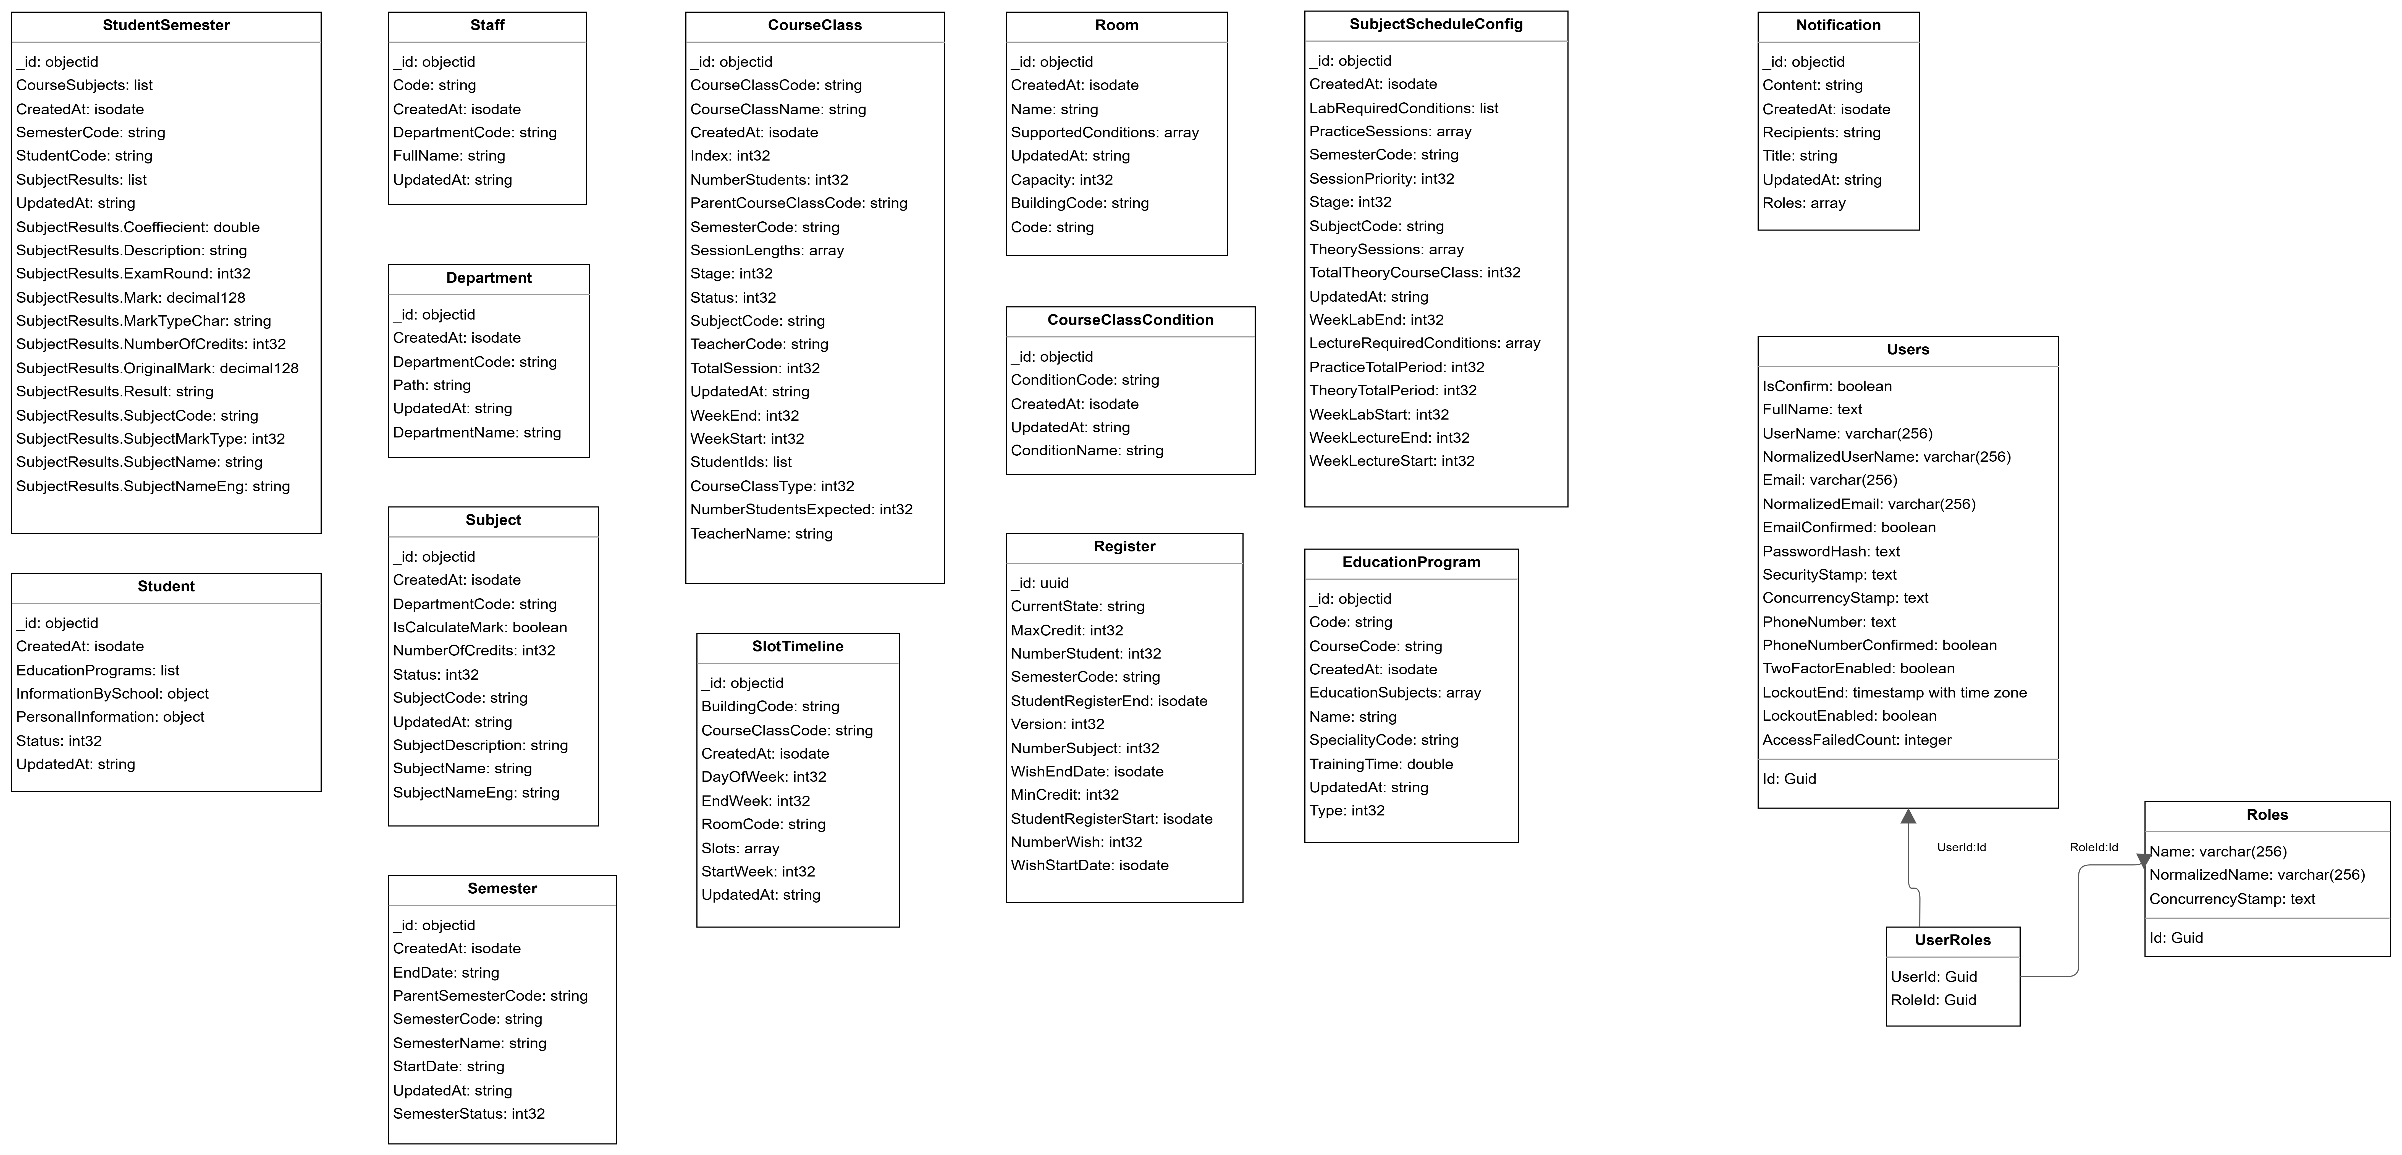 StudentSemester
_id: objectid
CourseSubjects: list
CreatedAt: isodate
SemesterCode: string
StudentCode: string
SubjectResults: list
UpdatedAt: string
SubjectResults.Coeffiecient: double
SubjectResults.Description: string
SubjectResults.ExamRound: int32
SubjectResults.Mark: decimal128
SubjectResults.MarkTypeChar: string
SubjectResults.NumberOfCredits: int32
SubjectResults.OriginalMark: decimal128
SubjectResults.Result: string
SubjectResults.SubjectCode: string
SubjectResults.SubjectMarkType: int32
SubjectResults.SubjectName: string
SubjectResults.SubjectNameEng: string
Student
_id: objectid
CreatedAt: isodate
EducationPrograms: list
InformationBySchool: object
PersonalInformation: object
Status: int32
UpdatedAt: string
Staff
_id: objectid
Code: string
CreatedAt: isodate
DepartmentCode: string
FullName: string
UpdatedAt: string
Department
_id: objectid
CreatedAt: isodate
DepartmentCode: string
Path: string
UpdatedAt: string
DepartmentName: string
Subject
_id: objectid
CreatedAt: isodate
DepartmentCode: string
IsCalculateMark: boolean
NumberOfCredits: int32
Status: int32
SubjectCode: string
UpdatedAt: string
SubjectDescription: string
SubjectName: string
SubjectNameEng: string
Semester
_id: objectid
CreatedAt: isodate
EndDate: string
ParentSemesterCode: string
SemesterCode: string
SemesterName: string
StartDate: string
UpdatedAt: string
SemesterStatus: int32
CourseClass
_id: objectid
CourseClassCode: string
CourseClassName: string
CreatedAt: isodate
Index: int32
NumberStudents: int32
ParentCourseClassCode: string
SemesterCode: string
SessionLengths: array
Stage: int32
Status: int32
SubjectCode: string
TeacherCode: string
TotalSession: int32
UpdatedAt: string
WeekEnd: int32
WeekStart: int32
StudentIds: list
CourseClassType: int32
NumberStudentsExpected: int32
TeacherName: string
SlotTimeline
_id: objectid
BuildingCode: string
CourseClassCode: string
CreatedAt: isodate
DayOfWeek: int32
EndWeek: int32
RoomCode: string
Slots: array
StartWeek: int32
UpdatedAt: string
Room
_id: objectid
CreatedAt: isodate
Name: string
SupportedConditions: array
UpdatedAt: string
Capacity: int32
BuildingCode: string
Code: string
CourseClassCondition
_id: objectid
ConditionCode: string
CreatedAt: isodate
UpdatedAt: string
ConditionName: string
Register
_id: uuid
CurrentState: string
MaxCredit: int32
NumberStudent: int32
SemesterCode: string
StudentRegisterEnd: isodate
Version: int32
NumberSubject: int32
WishEndDate: isodate
MinCredit: int32
StudentRegisterStart: isodate
NumberWish: int32
WishStartDate: isodate
SubjectScheduleConfig
_id: objectid
CreatedAt: isodate
LabRequiredConditions: list
PracticeSessions: array
SemesterCode: string
SessionPriority: int32
Stage: int32
SubjectCode: string
TheorySessions: array
TotalTheoryCourseClass: int32
UpdatedAt: string
WeekLabEnd: int32
LectureRequiredConditions: array
PracticeTotalPeriod: int32
TheoryTotalPeriod: int32
WeekLabStart: int32
WeekLectureEnd: int32
WeekLectureStart: int32
EducationProgram
_id: objectid
Code: string
CourseCode: string
CreatedAt: isodate
EducationSubjects: array
Name: string
SpecialityCode: string
TrainingTime: double
UpdatedAt: string
Type: int32
Notification
_id: objectid
Content: string
CreatedAt: isodate
Recipients: string
Title: string
UpdatedAt: string
Roles: array
Users
IsConfirm: boolean
FullName: text
UserName: varchar(256)
NormalizedUserName: varchar(256)
Email: varchar(256)
NormalizedEmail: varchar(256)
EmailConfirmed: boolean
PasswordHash: text
SecurityStamp: text
ConcurrencyStamp: text
PhoneNumber: text
PhoneNumberConfirmed: boolean
TwoFactorEnabled: boolean
LockoutEnd: timestamp with time zone
LockoutEnabled: boolean
AccessFailedCount: integer
Id: Guid
UserId:Id
RoleId:Id
UserRoles
UserId: Guid
RoleId: Guid
Roles
Name: varchar(256)
NormalizedName: varchar(256)
ConcurrencyStamp: text
Id: Guid